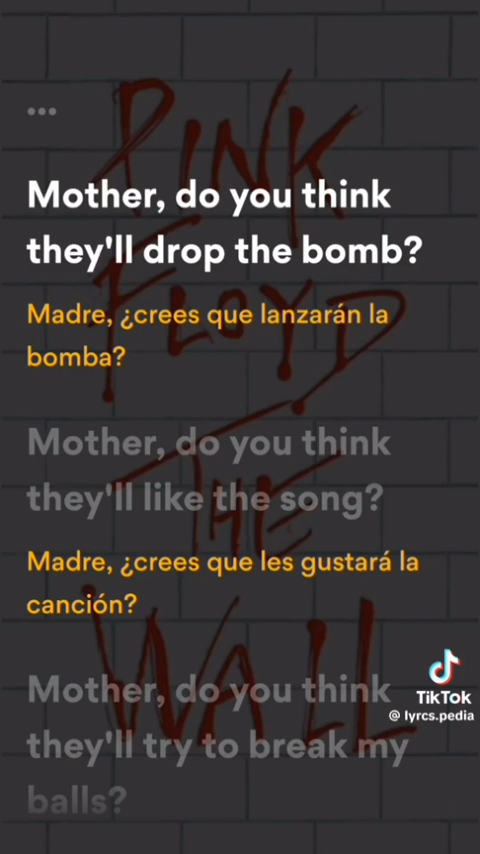 •••
Mother, do you think
they'll drop the bomb?
Madre, ¿crees que lanzarán la
bomba?
Mother, do you think
they'll like the song?
Madre, ¿crees que les gustará la
canción?
Mother, do you think
they'll try to break my
balls?
PINK
FLOYD
THE
WALL
TikTok
@ lyrcs.pedia